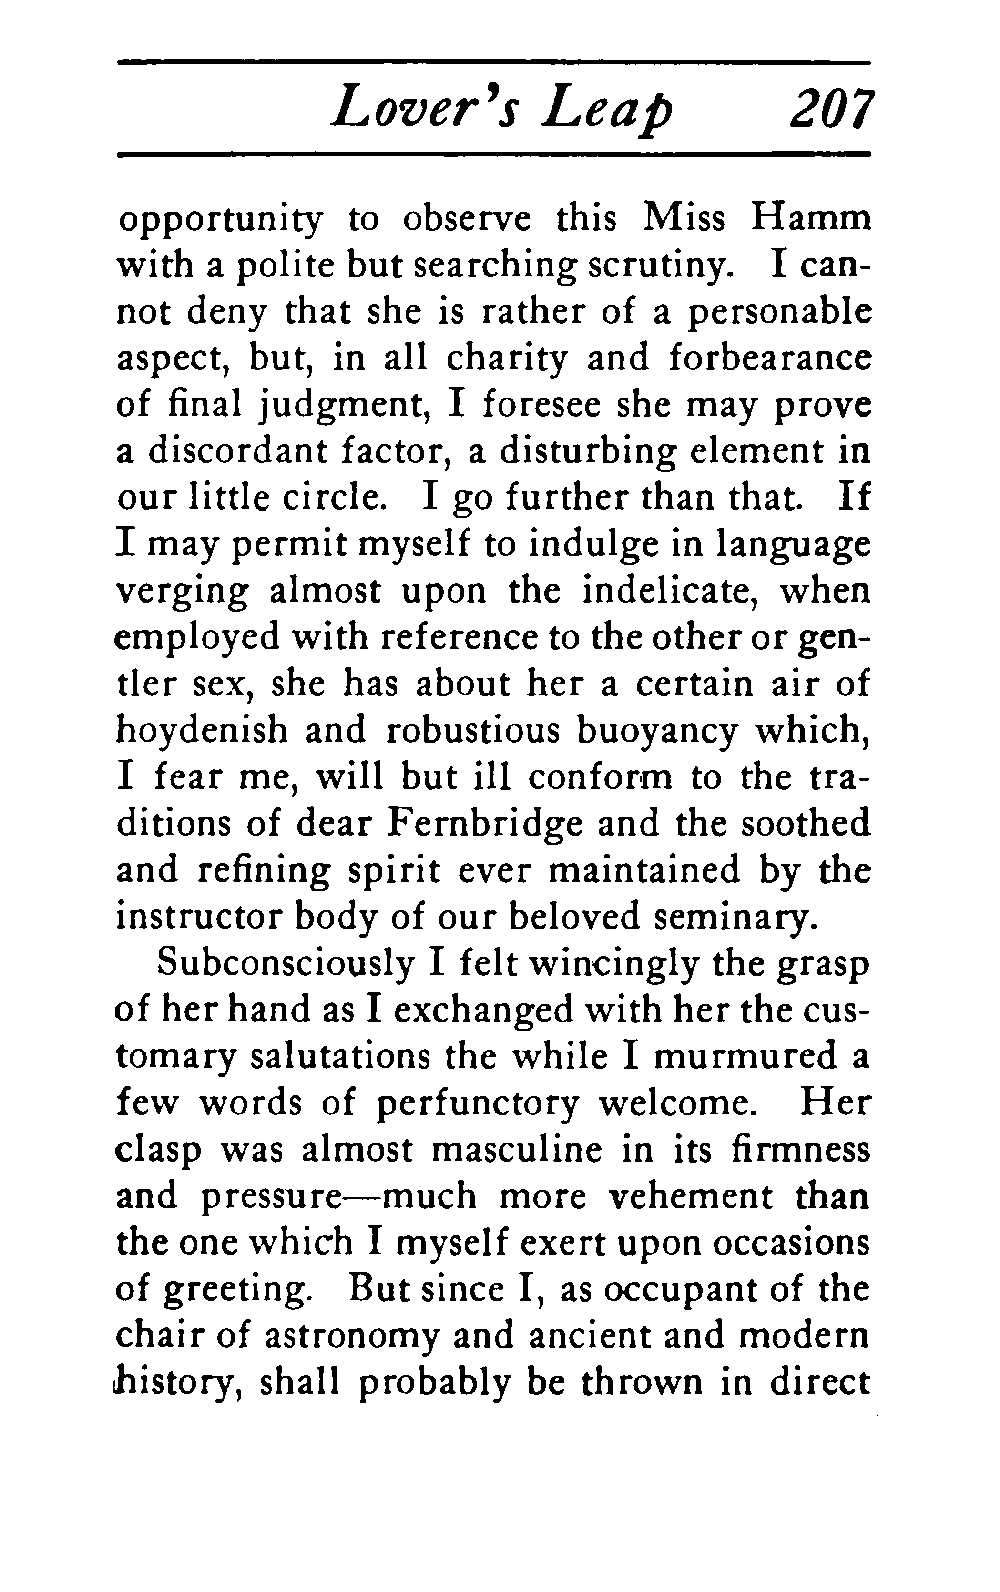 Lover's Leap 207
opportunity to observe this Miss Hamm
with a polite but searching scrutiny. I can-
not deny that she is rather of a personable
aspect, but, in all charity and forbearance
of final judgment, I foresee she may prove
a discordant factor, a disturbing element in
our little circle. I go further than that. If
I may permit myself to indulge in language
verging almost upon the indelicate, when
employed with reference to the other or gen-
tler sex, she has about her a certain air of
hoydenish and robustious buoyancy which,
I fear me, will but ill conform to the tra-
ditions of dear Fernbridge and the soothed
and refining spirit ever maintained by the
instructor body of our beloved seminary.
Subconsciously I felt wincingly the grasp
of her hand as I exchanged with her the cus-
tomary salutations the while I murmured a
few words of perfunctory welcome. Her
clasp was almost masculine in its firmness
and pressure—much more vehement than
the one which I myself exert upon occasions
of greeting. But since I, as occupant of the
chair of astronomy and ancient and modern
history, shall probably be thrown in direct